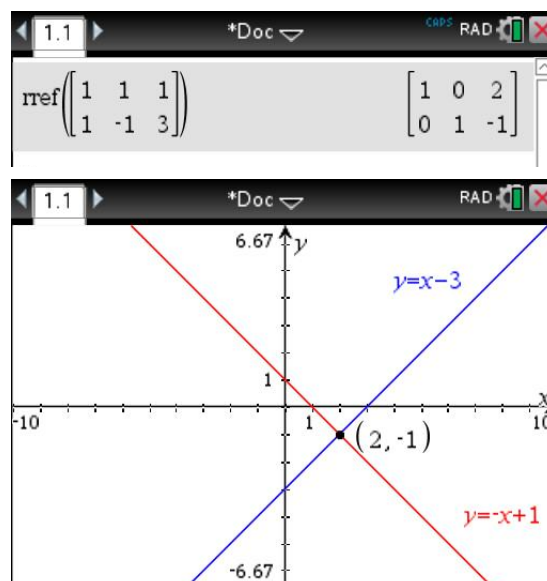 1.1 *Doc CAPS RAD
rref([1 1 1 1 0 2
1 -1 3]) 0 1 -1]
1.1 *Doc RAD
6.67 y
y=x-3
1
-10 1 x 10
(2,-1)
y=-x+1
-6.67